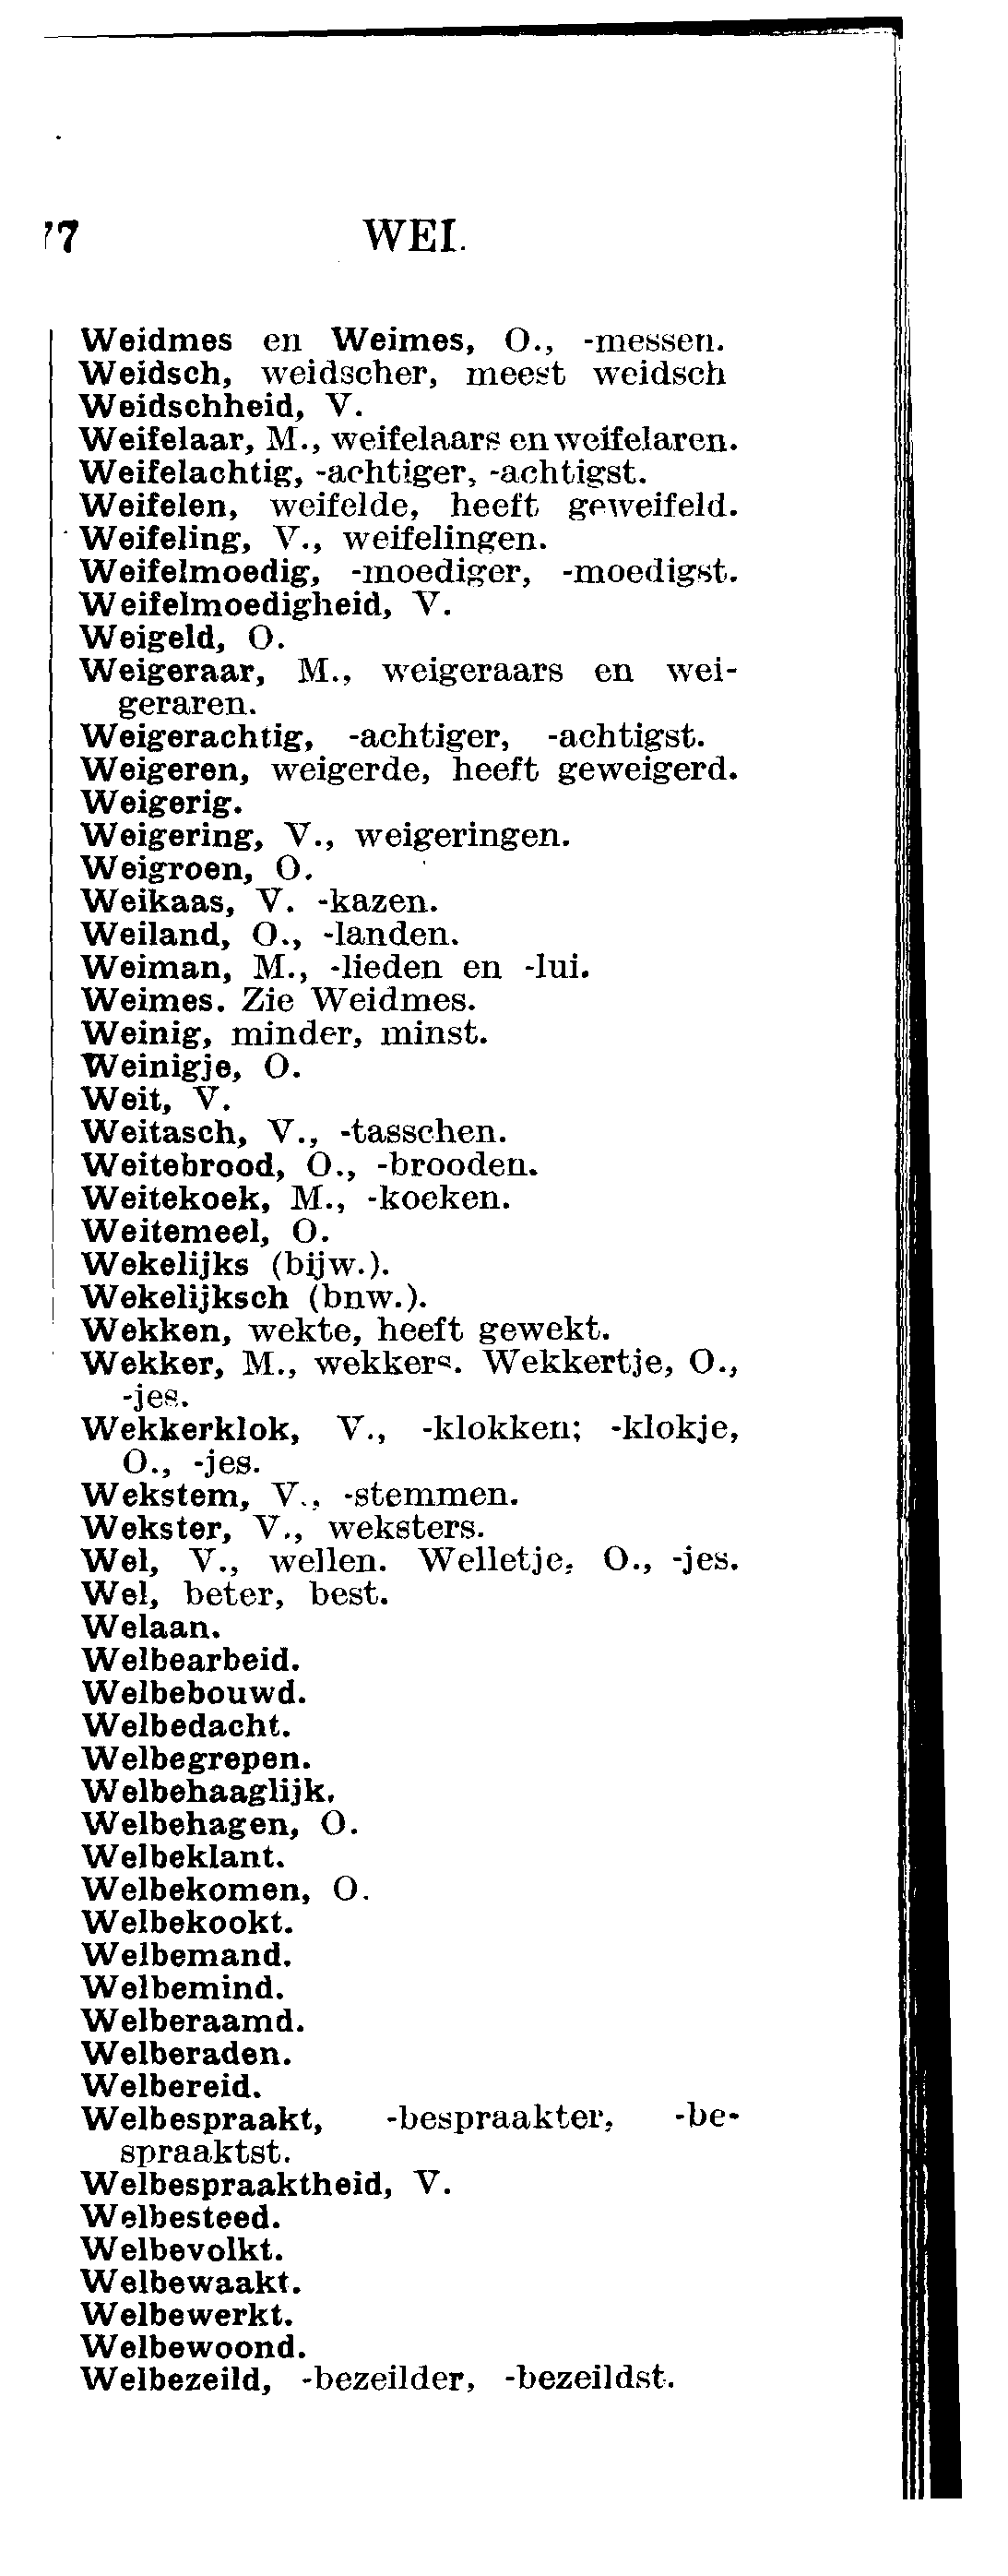 77 WEI.
Weidmes en Weimes, O., -messen.
Weidsch, weidscher, meest weidsch
Weidschheid, V.
Weifelaar, M., weifelaars en weifelaren.
Weifelachtig, -achtiger, -achtigst.
Weifelen, weifelde, heeft geweifeld.
Weifeling, V., weifelingen.
Weifelmoedig, -moediger, -moedigst.
Weifelmoedigheid, V.
Weigeld, O.
Weigeraar, M., weigeraars en wei-
geraren.
Weigerachtig, -achtiger, -achtigst.
Weigeren, weigerde, heeft geweigerd.
Weigerig.
Weigering, V., weigeringen.
Weigroen, O.
Weikaas, V. -kazen.
Weiland, O., -landen.
Weiman, M., -lieden en -lui.
Weimes. Zie Weidmes.
Weinig, minder, minst.
Weinigje, O.
Weit, V.
Weitasch, V., -tasschen.
Weitebrood, O., -brooden.
Weitekoek, M., -koeken.
Weitemeel, O.
Wekelijks (bijw.).
Wekelijksch (bnw.).
Wekken, wekte, heeft gewekt.
Wekker, M., wekkers. Wekkertje, O.,
-jes.
Wekkerklok, V., -klokken; -klokje,
O., -jes.
Wekstem, V., -stemmen.
Wekster, V., weksters.
Wel, V., wellen. Welletje, O., -jes.
Wel, beter, best.
Welaan.
Welbearbeid.
Welbebouwd.
Welbedacht.
Welbegrepen.
Welbehaaglijk.
Welbehagen, O.
Welbeklant.
Welbekomen, O.
Welbekookt.
Welbemand.
Welbemind.
Welberaamd.
Welberaden.
Welbereid.
Welbespraakt, -bespraakter, -be-
spraaktst.
Welbespraaktheid, V.
Welbesteed.
Welbevolkt.
Welbewaakt.
Welbewerkt.
Welbewoond.
Welbezeild, -bezeilder, -bezeildst.